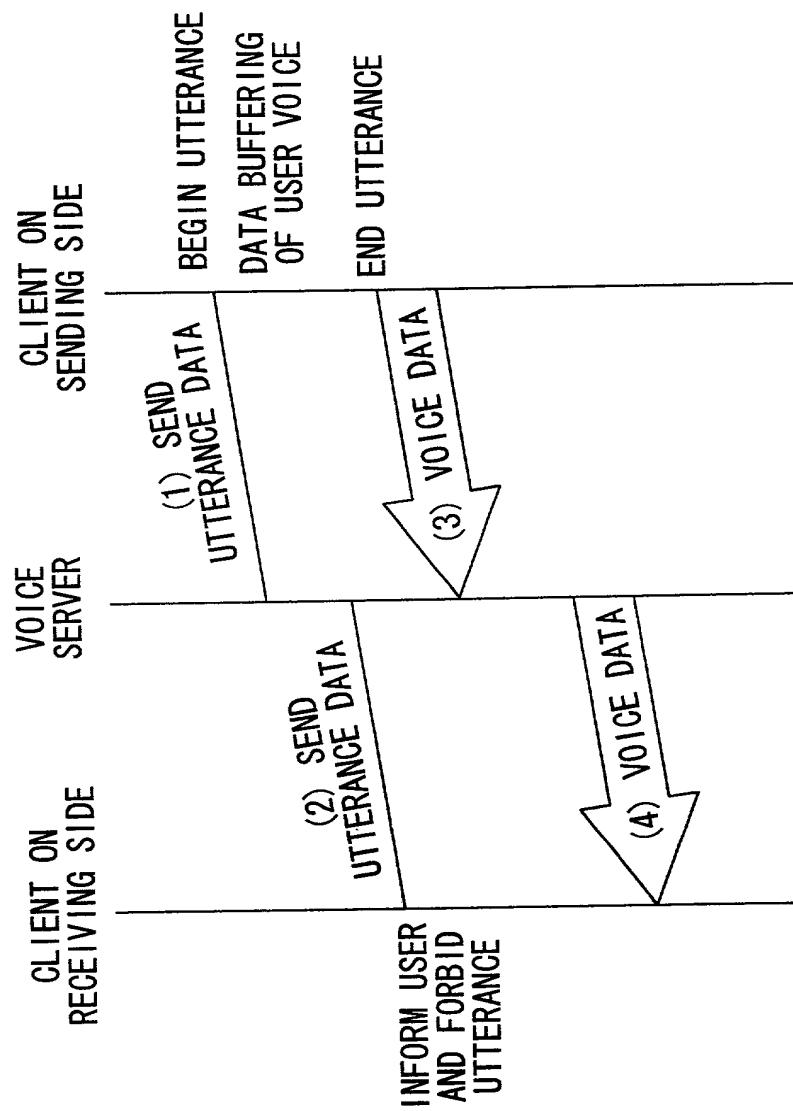 CLIENT ON
RECEIVING SIDE
VOICE
SERVER
CLIENT ON
SENDING SIDE
BEGIN UTTERANCE
(1) SEND
UTTERANCE DATA
DATA BUFFERING
OF USER VOICE
END UTTERANCE
(2) SEND
UTTERANCE DATA
(3) VOICE DATA
INFORM USER
AND FORBID
UTTERANCE
(4) VOICE DATA